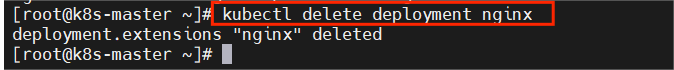 [root@k8s-master ~]# kubectl delete deployment nginx
deployment.extensions "nginx" deleted
[root@k8s-master ~]#